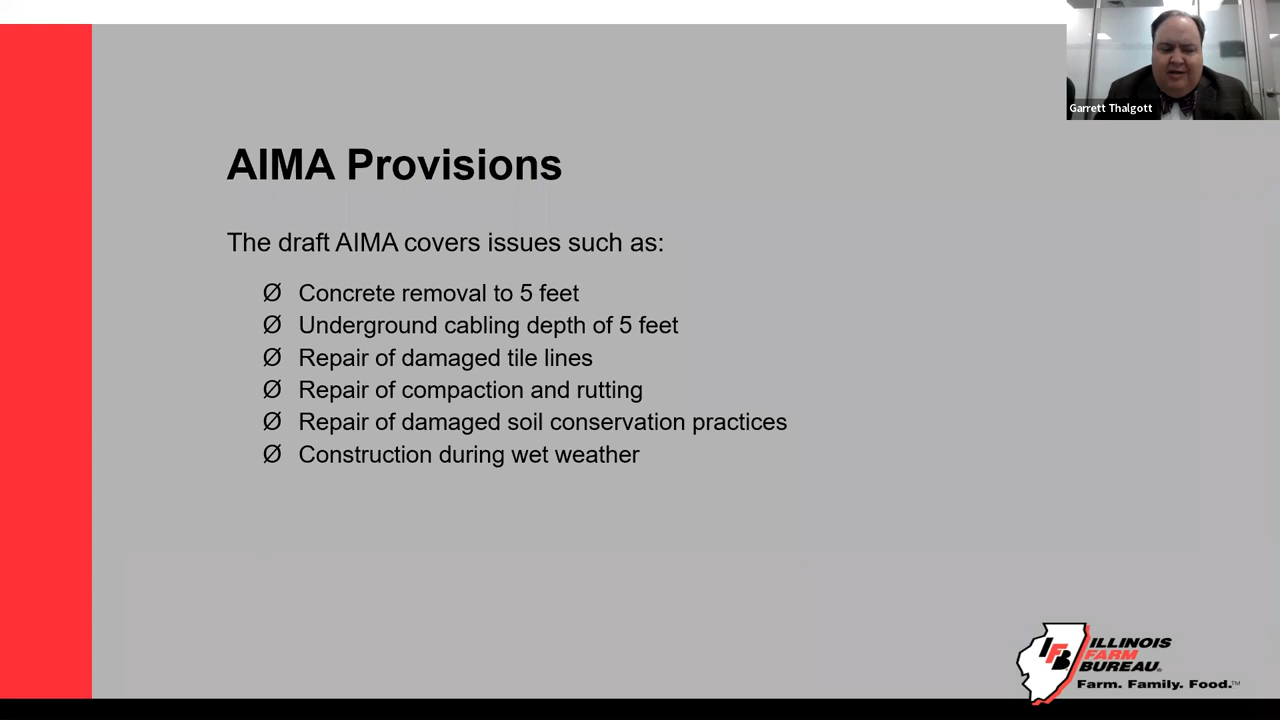 Garrett Thalgott
AIMA Provisions
The draft AIMA covers issues such as:
Ø Concrete removal to 5 feet
Ø Underground cabling depth of 5 feet
Ø Repair of damaged tile lines
Ø Repair of compaction and rutting
Ø Repair of damaged soil conservation practices
Ø Construction during wet weather
IFB
ILLINOIS
FARM
BUREAU®
Farm. Family. Food.™